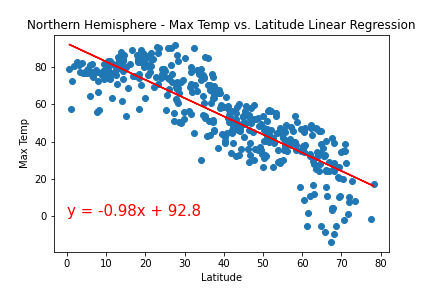 Northern Hemisphere - Max Temp vs. Latitude Linear Regression
Max Temp
80
60
40
20
0
y = -0.98x + 92.8
0 10 20 30 40 50 60 70 80
Latitude